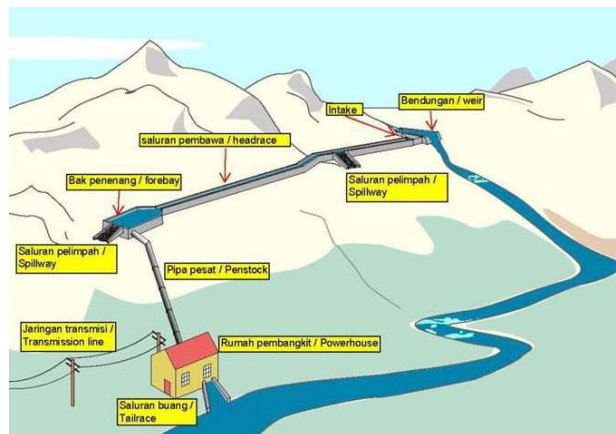 Bendungan / weir
Intake
saluran pembawa / headrace
Bak penenang / forebay
Saluran pelimpah /
Spillway
Saluran pelimpah /
Spillway
Pipa pesat / Penstock
Jaringan transmisi /
Transmission line
Rumah pembangkit / Powerhouse
Saluran buang /
Tailrace